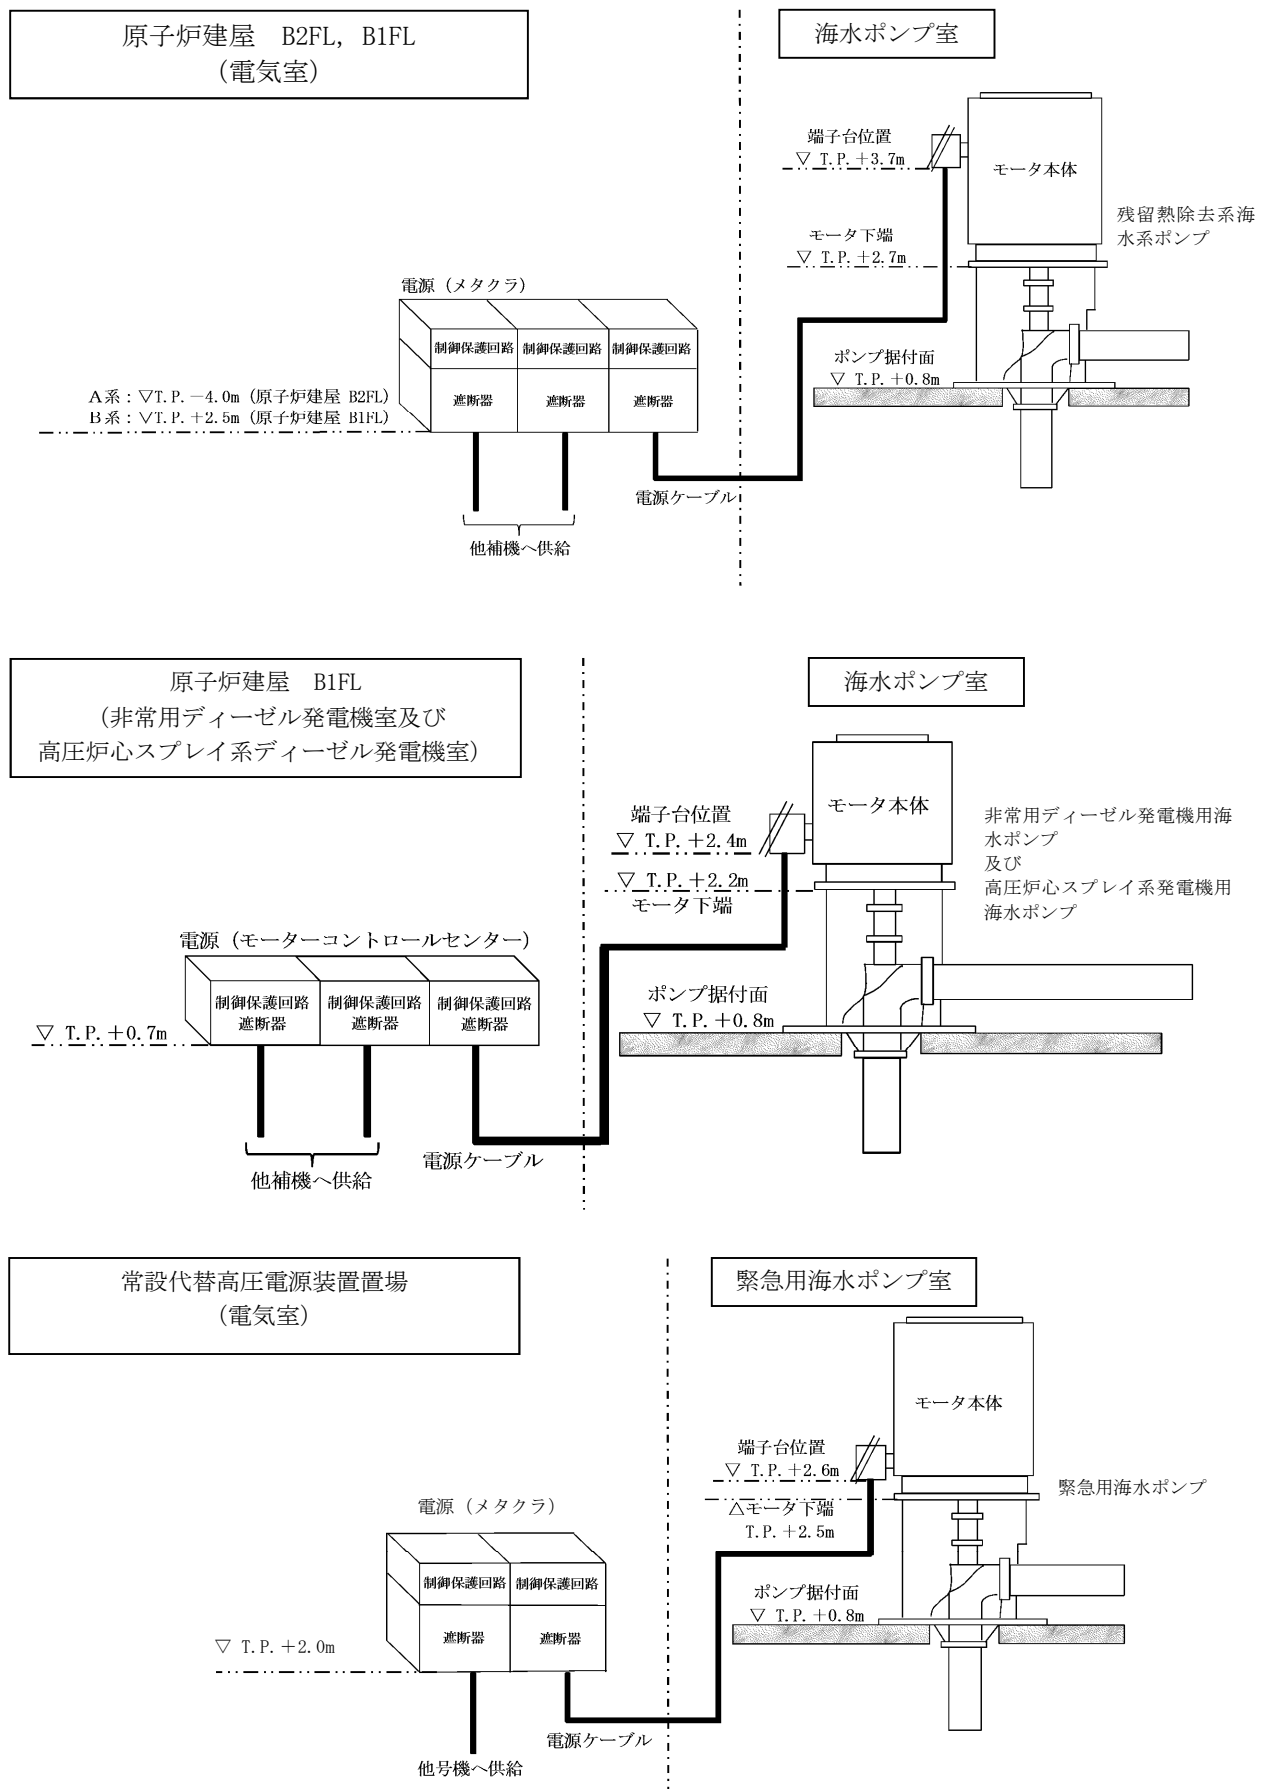 原子炉建屋　B2FL，B1FL
（電気室）
海水ポンプ室
端子台位置
▽ T.P.＋3.7m
モータ本体
残留熱除去系海
水系ポンプ
モータ下端
▽ T.P.＋2.7m
電源（メタクラ）
制御保護回路 制御保護回路 制御保護回路
遮断器 遮断器 遮断器
ポンプ据付面
▽ T.P.＋0.8m
A系：▽T.P.－4.0m（原子炉建屋 B2FL）
B系：▽T.P.＋2.5m（原子炉建屋 B1FL）
電源ケーブル
他補機へ供給
原子炉建屋　B1FL
（非常用ディーゼル発電機室及び
高圧炉心スプレイ系ディーゼル発電機室）
海水ポンプ室
モータ本体
端子台位置
▽ T.P.＋2.4m
▽ T.P.＋2.2m
モータ下端
非常用ディーゼル発電機用海
水ポンプ
及び
高圧炉心スプレイ系発電機用
海水ポンプ
電源（モーターコントロールセンター）
制御保護回路 制御保護回路 制御保護回路
遮断器 遮断器 遮断器
▽ T.P.＋0.7m
ポンプ据付面
▽ T.P.＋0.8m
電源ケーブル
他補機へ供給
常設代替高圧電源装置置場
（電気室）
緊急用海水ポンプ室
モータ本体
端子台位置
▽ T.P.＋2.6m
緊急用海水ポンプ
△モータ下端
T.P.＋2.5m
電源（メタクラ）
制御保護回路 制御保護回路
遮断器 遮断器
ポンプ据付面
▽ T.P.＋0.8m
▽ T.P.＋2.0m
電源ケーブル
他号機へ供給